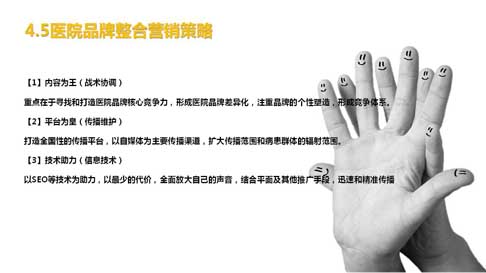 4.5医院品牌整合营销策略
【1】内容为王（战术协调）
重点在于寻找和打造医院品牌核心竞争力，形成医院品牌差异化，注重品牌的个性塑造，形成竞争体系。
【2】平台为皇（传播维护）
打造全国性的传播平台，以自媒体为主要传播渠道，扩大传播范围和病患群体的辐射范围。
【3】技术助力（信息技术）
以SEO等技术为助力，以最少的代价，全面放大自己的声音，结合平面及其他推广手段，迅速和精准传播